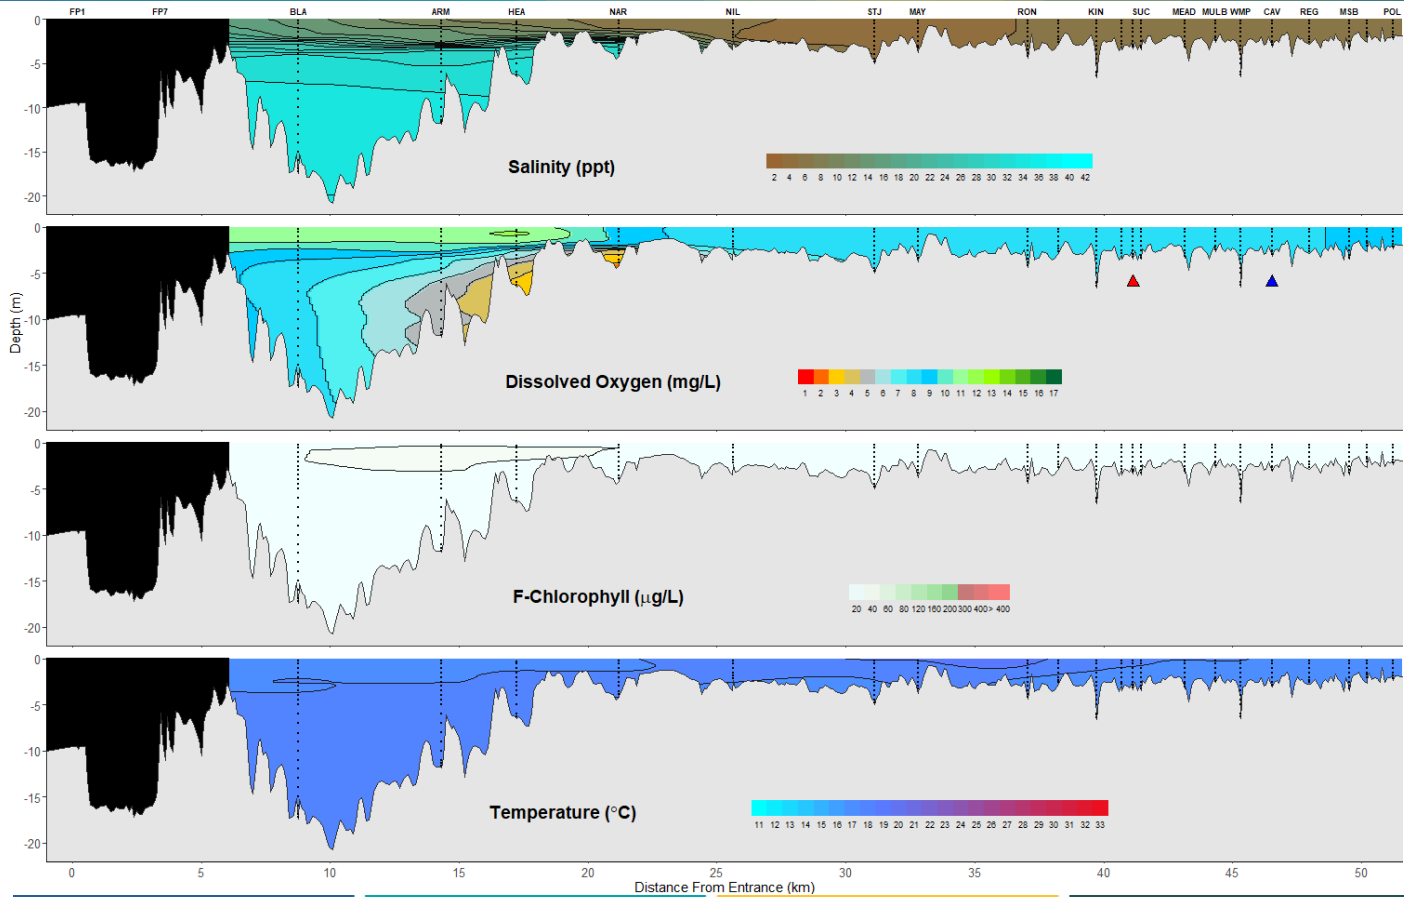 FP1 FP7 BLA ARM HEA NAR NIL STJ MAY RON KIN SUC MEAD MULB WMP CAV REG MSB POL
0
-5
-10
-15
-20
Salinity (ppt)
2 4 6 8 10 12 14 16 18 20 22 24 26 28 30 32 34 36 38 40 42
0
-5
-10
-15
-20
Dissolved Oxygen (mg/L)
1 2 3 4 5 6 7 8 9 10 11 12 13 14 15 16 17
Depth (m)
0
-5
-10
-15
-20
F-Chlorophyll (μg/L)
20 40 60 80 120 160 200 300 400 > 400
0
-5
-10
-15
-20
Temperature (°C)
11 12 13 14 15 16 17 18 19 20 21 22 23 24 25 26 27 28 29 30 31 32 33
0 5 10 15 20 25 30 35 40 45 50
Distance From Entrance (km)